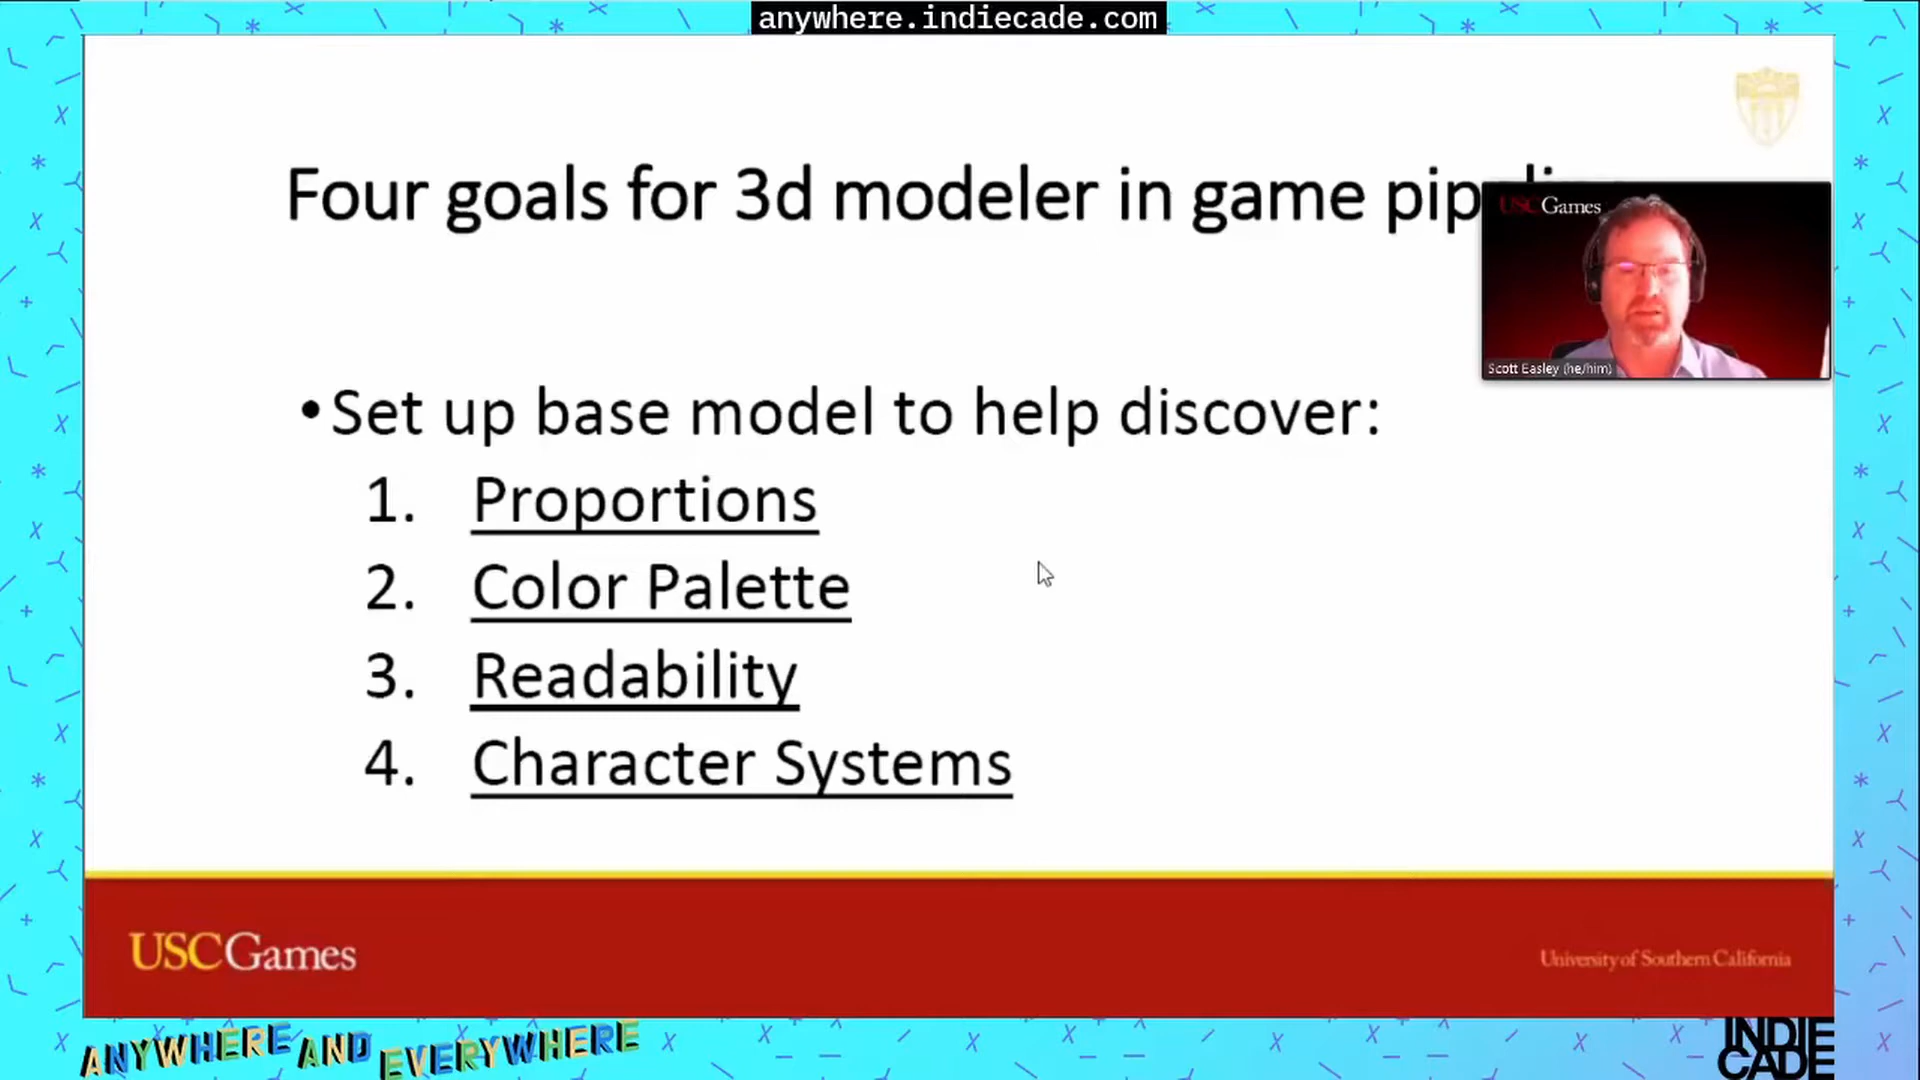 anywhere.indiecade.com
Four goals for 3d modeler in game
USC Games
Scott Easley (he/him)
•Set up base model to help discover:
1. Proportions
2. Color Palette
3. Readability
4. Character Systems
USCGames
University of Southern California
ANYWHERE AND EVERYWHERE
INDIE
CADE